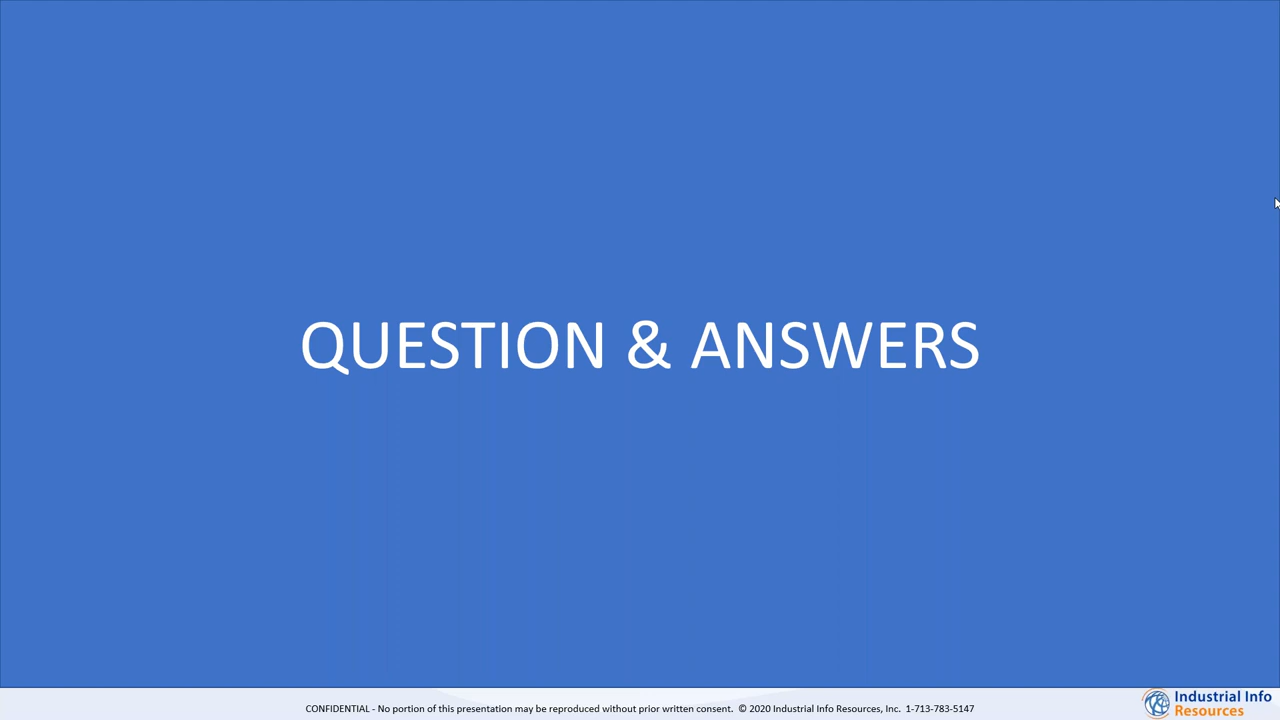 QUESTION & ANSWERS
CONFIDENTIAL - No portion of this presentation may be reproduced without prior written consent. © 2020 Industrial Info Resources, Inc. 1-713-783-5147
Industrial Info
Resources